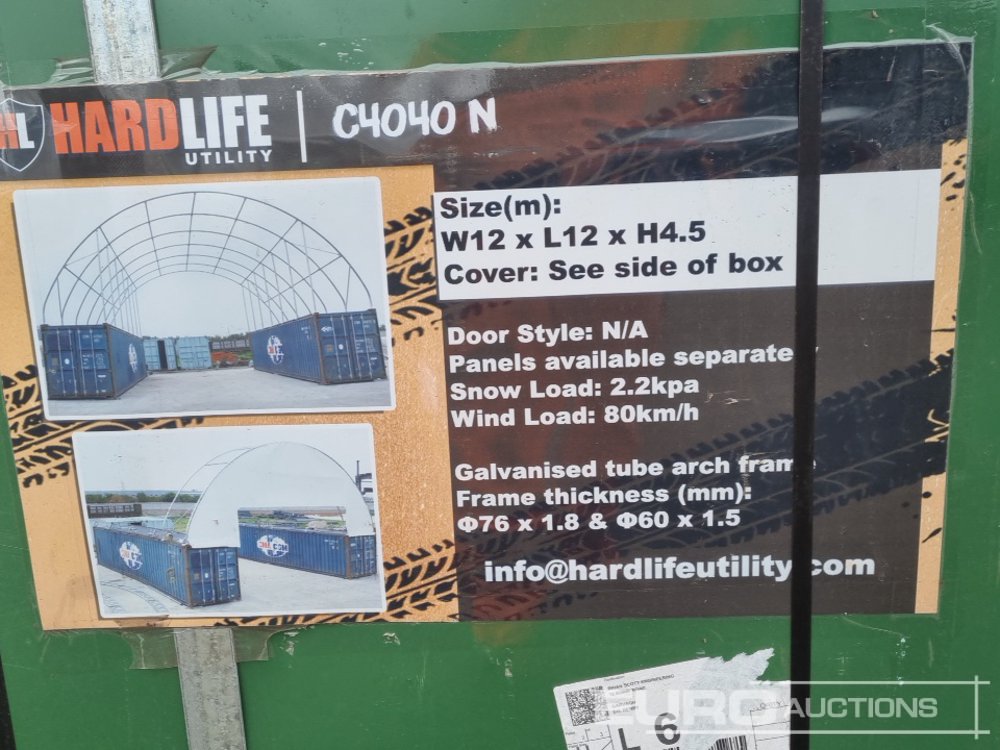 HL HARDLIFE
UTILITY
C4040 N
Size(m):
W12 x L12 x H4.5
Cover: See side of box
Door Style: N/A
Panels available separate
Snow Load: 2.2kpa
Wind Load: 80km/h
Galvanised tube arch frame
Frame thickness (mm):
Φ76 x 1.8 & Φ60 x 1.5
info@hardlifeutility.com
L 6
EURO AUCTIONS